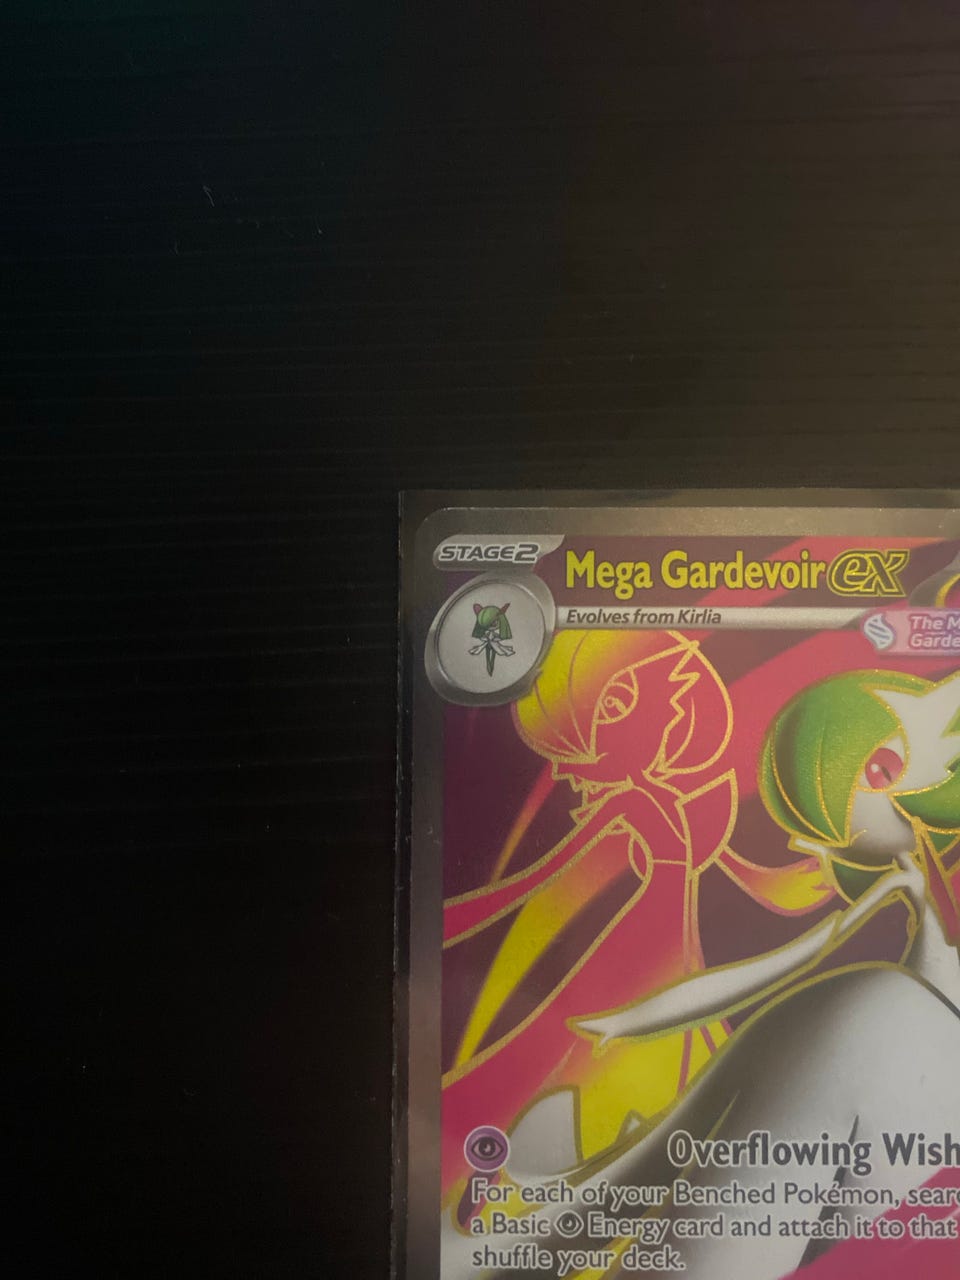 STAGE2
Mega Gardevoir ex
Evolves from Kirlia
The
Overflowing Wish
For each of your Benched Pokémon,
a Basic Energy card and attach it to that
shuffle your deck.